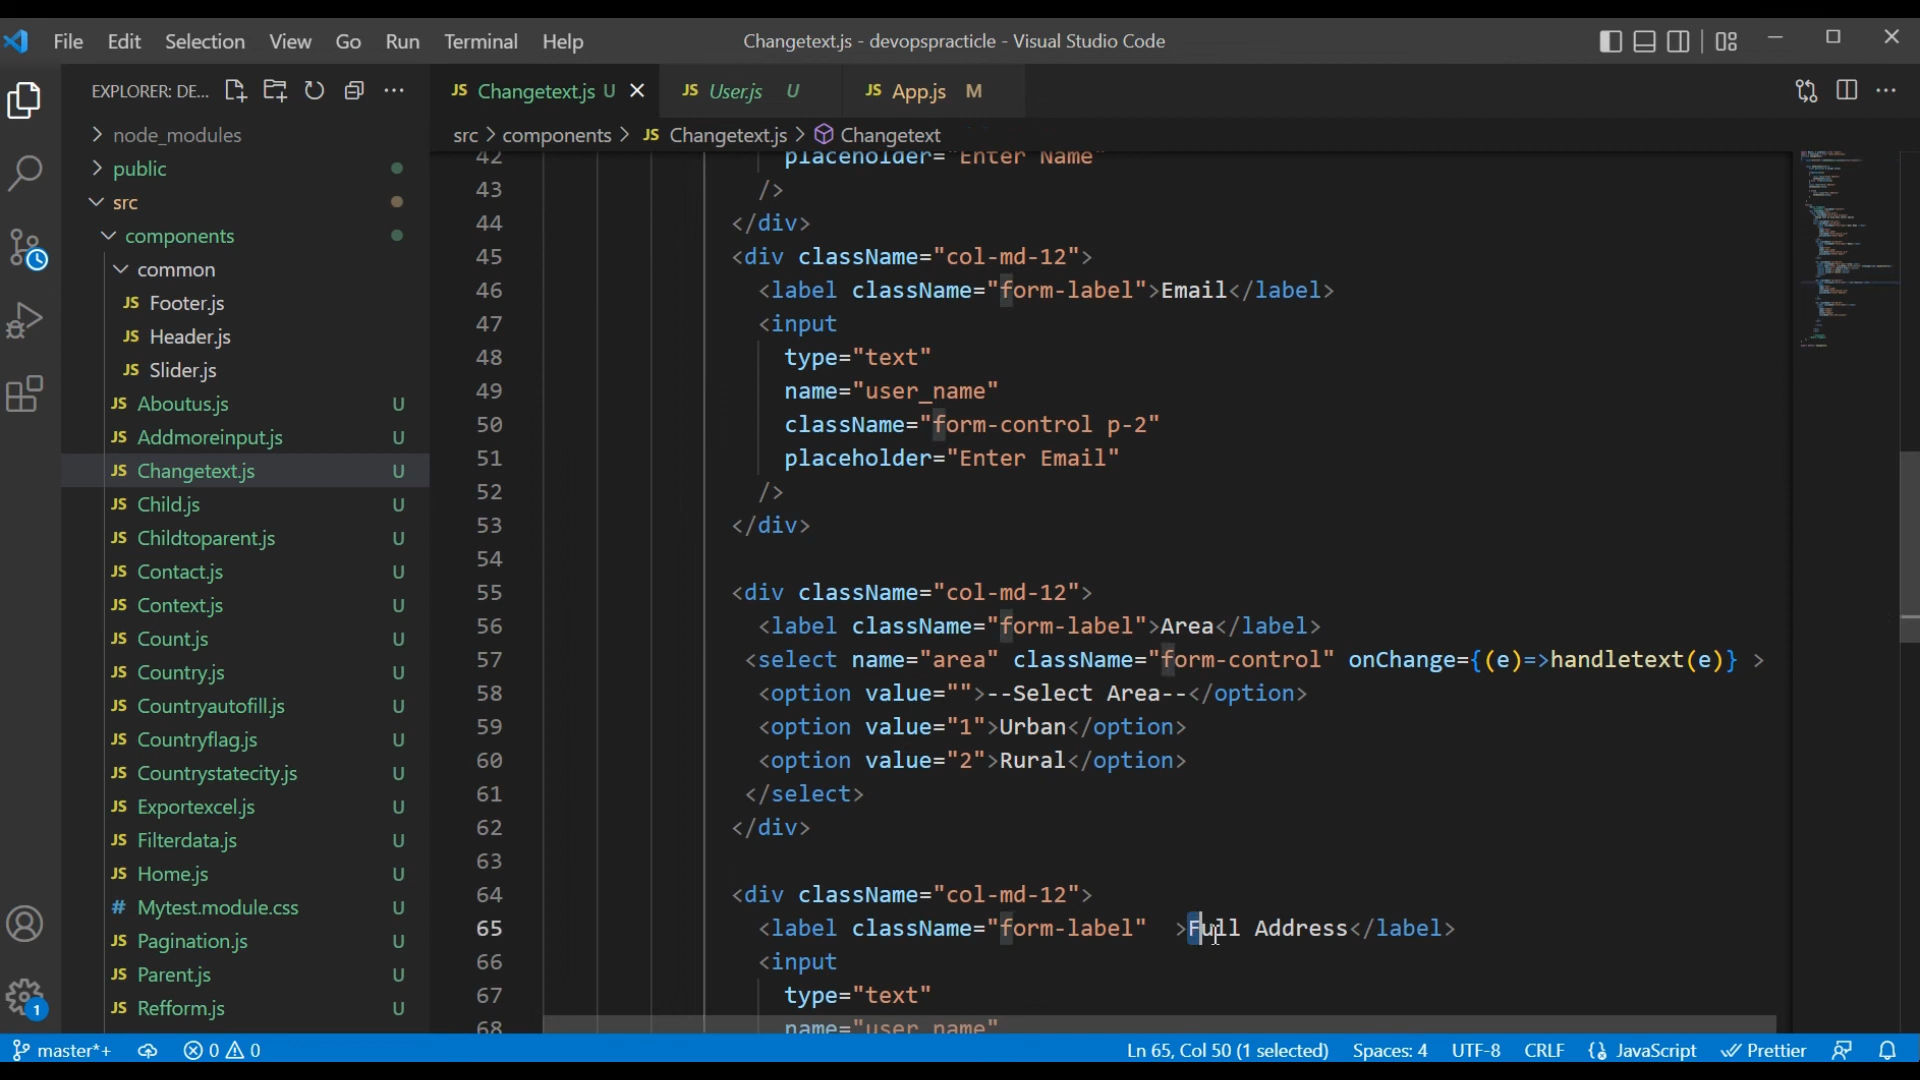 File Edit Selection View Go Run Terminal Help
Changetext.js - devopspracticle - Visual Studio Code
EXPLORER: DE...
JS Changetext.js U
JS User.js U
JS App.js M
src > components > JS Changetext.js > Changetext
node_modules
public
src
components
common
JS Footer.js
JS Header.js
JS Slider.js
JS Aboutus.js U
JS Addmoreinput.js U
JS Changetext.js U
JS Child.js U
JS Childtoparent.js U
JS Contact.js U
JS Context.js U
JS Count.js U
JS Country.js U
JS Countryautofill.js U
JS Countryflag.js U
JS Countrystatecity.js U
JS Exportexcel.js U
JS Filterdata.js U
JS Home.js U
# Mytest.module.css U
JS Pagination.js U
JS Parent.js U
JS Refform.js U
1
42 placeholder="Enter Name"
43 />
44 </div>
45 <div className="col-md-12">
46 <label className="form-label">Email</label>
47 <input
48 type="text"
49 name="user_name"
50 className="form-control p-2"
51 placeholder="Enter Email"
52 />
53 </div>
54
55 <div className="col-md-12">
56 <label className="form-label">Area</label>
57 <select name="area" className="form-control" onChange={(e)=>handletext(e)} >
58 <option value="">--Select Area--</option>
59 <option value="1">Urban</option>
60 <option value="2">Rural</option>
61 </select>
62 </div>
63
64 <div className="col-md-12">
65 <label className="form-label" >Full Address</label>
66 <input
67 type="text"
68 name="user_name"
master*+ 0 0 Ln 65, Col 50 (1 selected) Spaces: 4 UTF-8 CRLF JavaScript Prettier